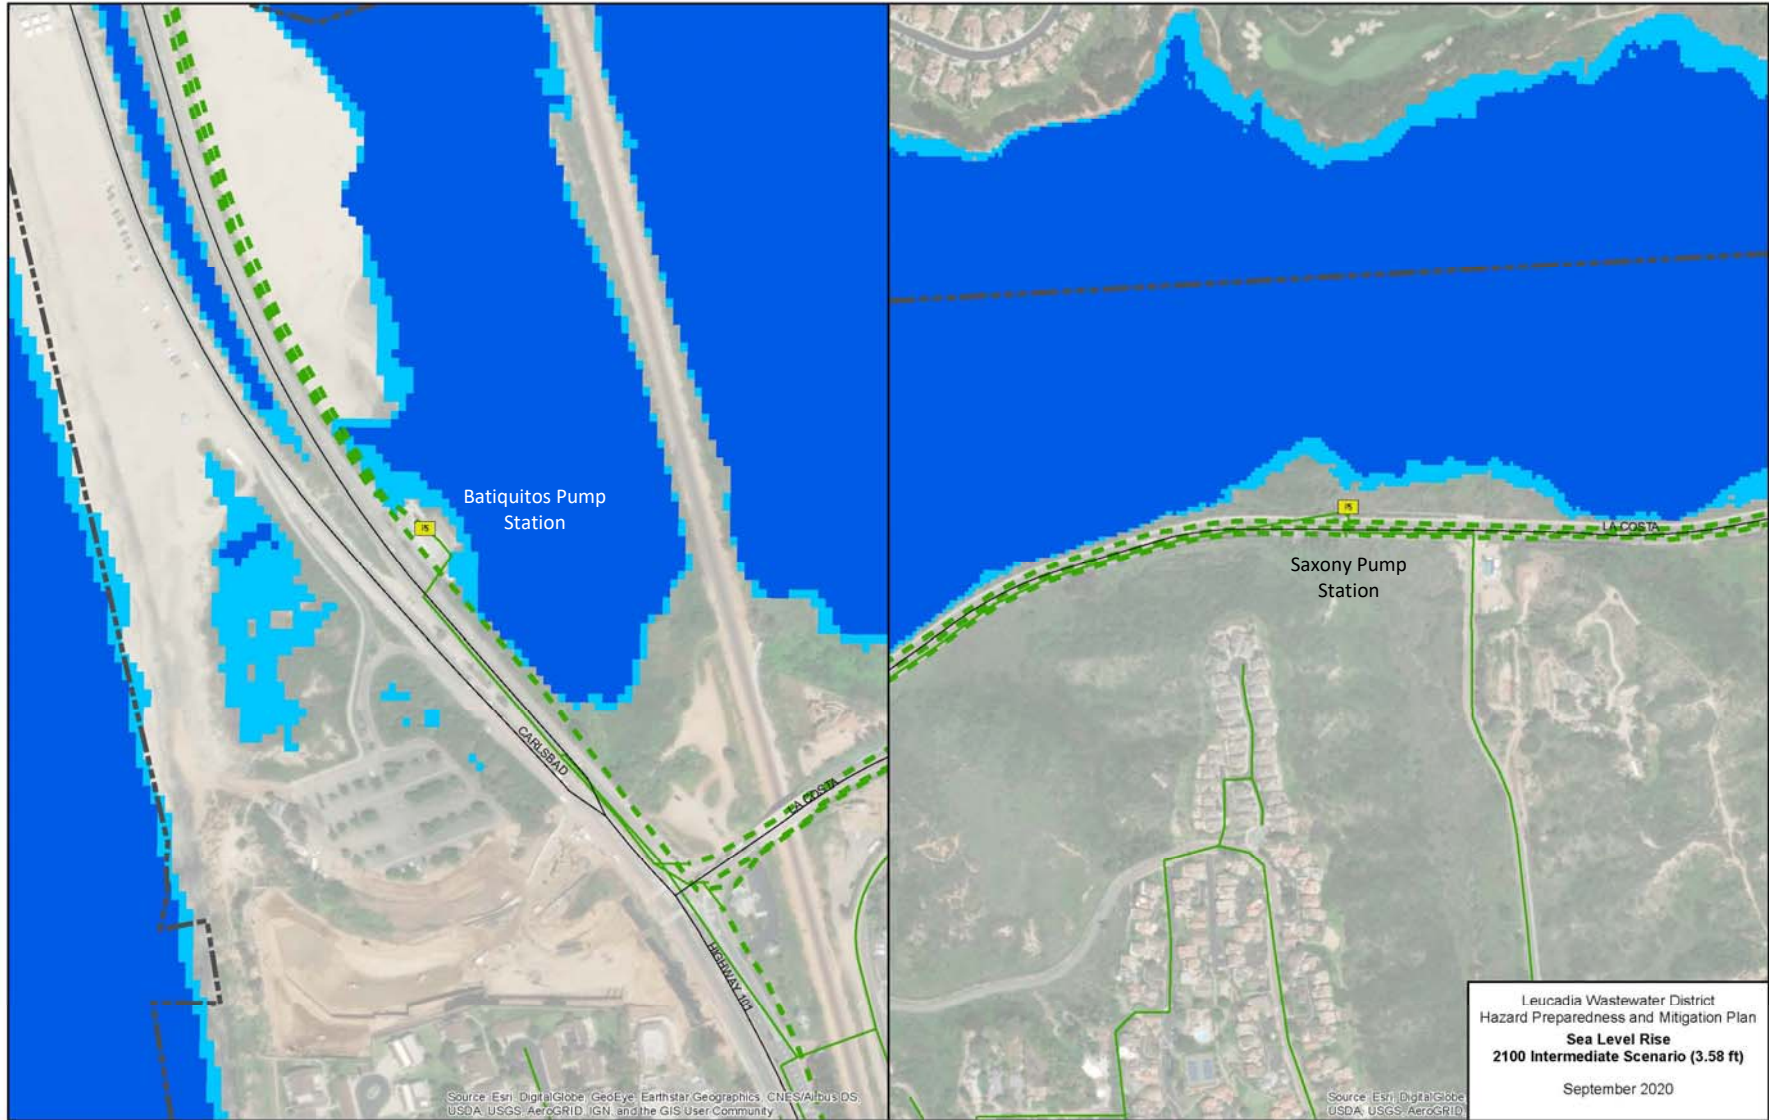 Batiquitos Pump
Station
PS
CARLSBAD
LA COSTA
HIGHWAY 101
Source: Esri, DigitalGlobe, GeoEye, Earthstar Geographics, CNES/Airbus DS,
USDA, USGS, AeroGRID, IGN, and the GIS User Community
PS
LA COSTA
Saxony Pump
Station
Source: Esri, DigitalGlobe
USDA, USGS, AeroGRID
Leucadia Wastewater District
Hazard Preparedness and Mitigation Plan
Sea Level Rise
2100 Intermediate Scenario (3.58 ft)
September 2020